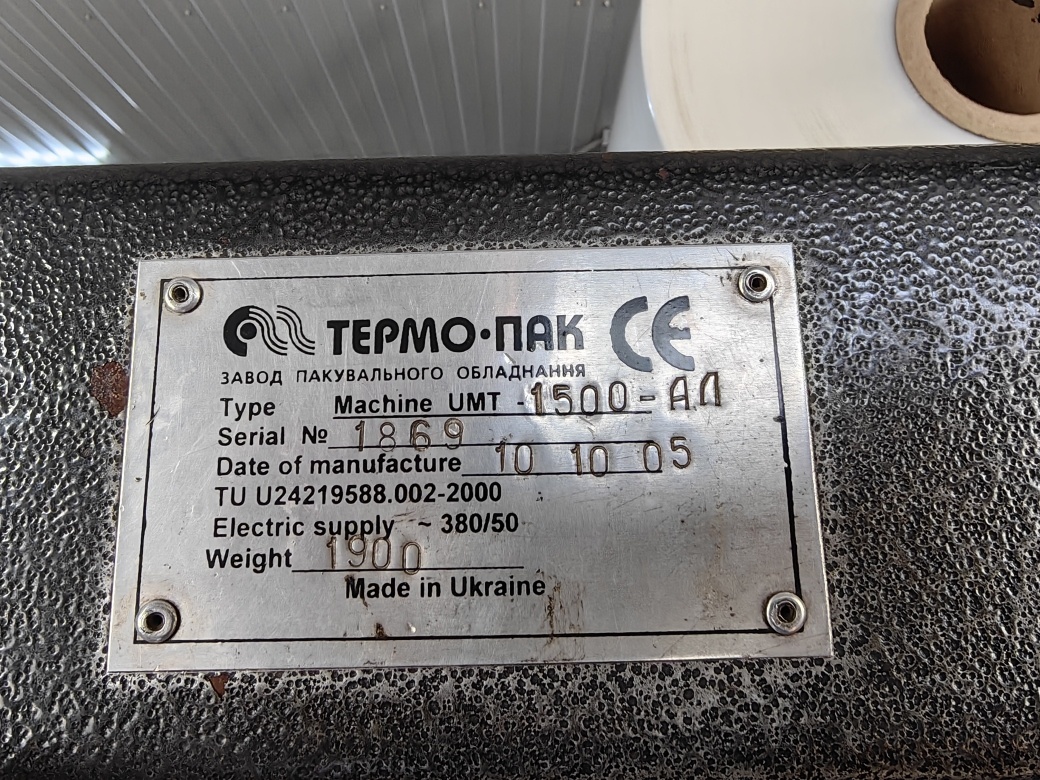 ТЕРМО•ПАК CE
ЗАВОД ПАКУВАЛЬНОГО ОБЛАДНАННЯ
Type Machine UMT - 1500-АЛ
Serial № 1869
Date of manufacture 10 10 05
TU U24219588.002-2000
Electric supply ~ 380/50
Weight 1900
Made in Ukraine